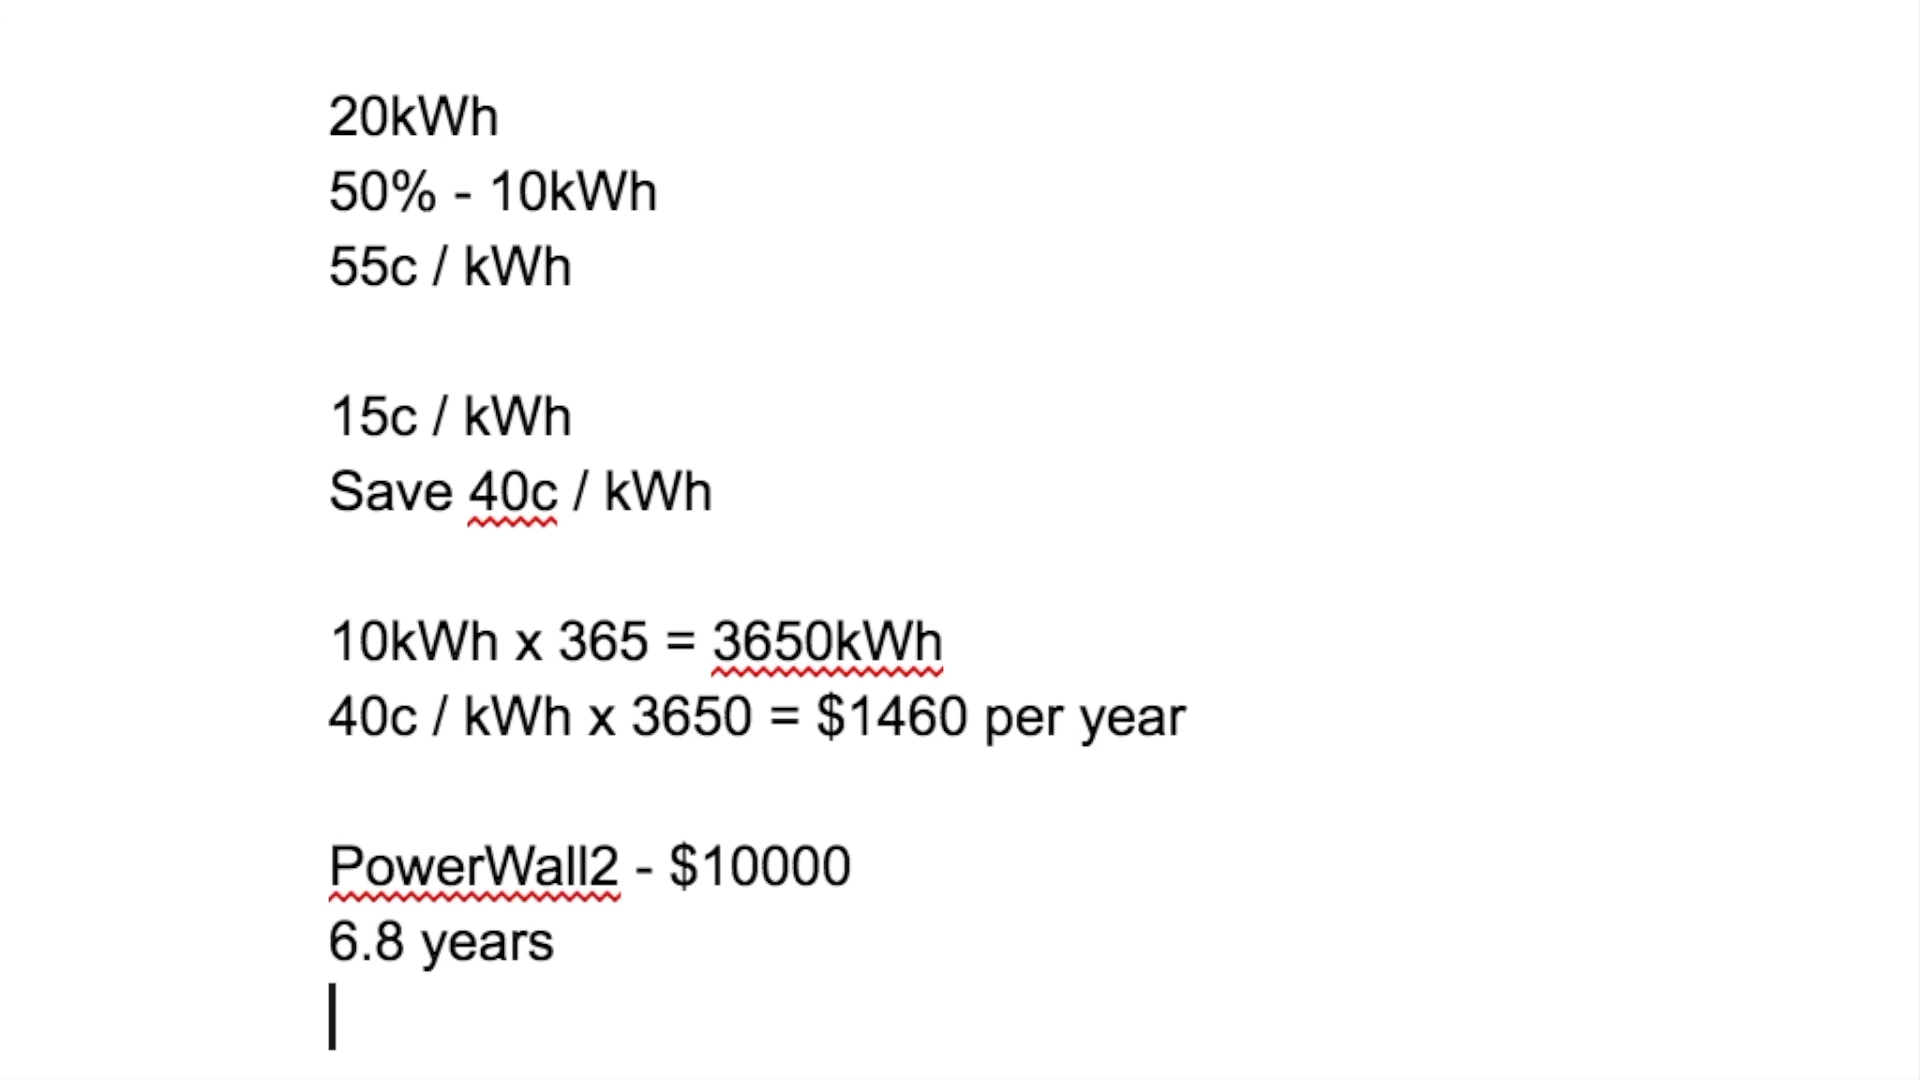 20kWh
50% - 10kWh
55c / kWh
15c / kWh
Save 40c / kWh
10kWh x 365 = 3650kWh
40c / kWh x 3650 = $1460 per year
PowerWall2 - $10000
6.8 years